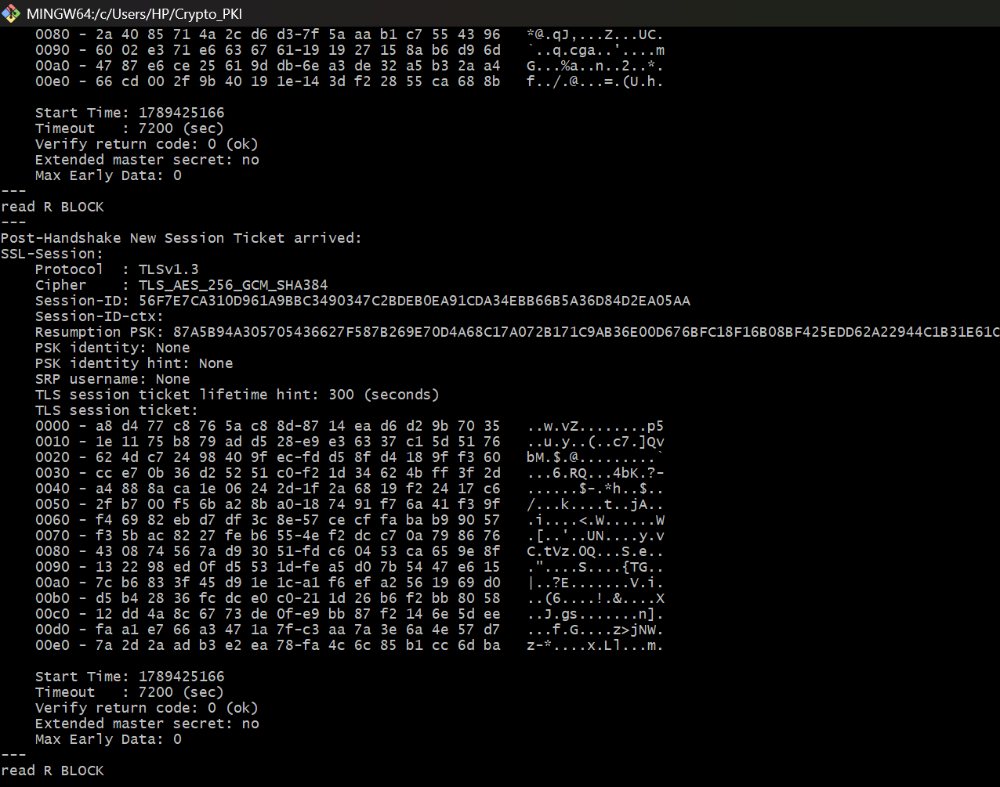 MINGW64:/c/Users/HP/Crypto_PKI
0080 - 2a 40 85 71 4a 2c d6 d3-7f 5a aa b1 c7 55 43 96   *@.qJ,...Z...UC.
0090 - 60 02 e3 71 e6 63 67 61-19 19 27 15 8a b6 d9 6d   `..q.cga..'....m
00a0 - 47 87 e6 ce 25 61 9d db-6e a3 de 32 a5 b3 2a a4   G...%a..n..2..*.
00e0 - 66 cd 00 2f 9b 40 19 1e-14 3d f2 28 55 ca 68 8b   f../.@...=.(U.h.
Start Time: 1789425166
Timeout   : 7200 (sec)
Verify return code: 0 (ok)
Extended master secret: no
Max Early Data: 0
---
read R BLOCK
---
Post-Handshake New Session Ticket arrived:
SSL-Session:
Protocol  : TLSv1.3
Cipher    : TLS_AES_256_GCM_SHA384
Session-ID: 56F7E7CA310D961A9BBC3490347C2BDEB0EA91CDA34EBB66B5A36D84D2EA05AA
Session-ID-ctx:
Resumption PSK: 87A5B94A305705436627F587B269E70D4A68C17A072B171C9AB36E00D676BFC18F16B08BF425EDD62A22944C1B31E61C
PSK identity: None
PSK identity hint: None
SRP username: None
TLS session ticket lifetime hint: 300 (seconds)
TLS session ticket:
0000 - a8 d4 77 c8 76 5a c8 8d-87 14 ea d6 d2 9b 70 35   ..w.vZ........p5
0010 - 1e 11 75 b8 79 ad d5 28-e9 e3 63 37 c1 5d 51 76   ..u.y..(..c7.]Qv
0020 - 62 4d c7 24 98 40 9f ec-fd d5 8f d4 18 9f f3 60   bM.$.@.........`
0030 - cc e7 0b 36 d2 52 51 c0-f2 1d 34 62 4b ff 3f 2d   ...6.RQ...4bK.?-
0040 - a4 88 8a ca 1e 06 24 2d-1f 2a 68 19 f2 24 17 c6   ......$-.*h..$..
0050 - 2f b7 00 f5 6b a2 8b a0-18 74 91 f7 6a 41 f3 9f   /...k....t..jA..
0060 - f4 69 82 eb d7 df 3c 8e-57 ce cf fa ba b9 90 57   .i....<.W......W
0070 - f3 5b ac 82 27 fe b6 55-4e f2 dc c7 0a 79 86 76   .[..'..UN....y.v
0080 - 43 08 74 56 7a d9 30 51-fd c6 04 53 ca 65 9e 8f   C.tVz.0Q...S.e..
0090 - 13 22 98 ed 0f d5 53 1d-fe a5 d0 7b 54 47 e6 15   ."....S....{TG..
00a0 - 7c b6 83 3f 45 d9 1e 1c-a1 f6 ef a2 56 19 69 d0   |..?E.......V.i.
00b0 - d5 b4 28 36 fc dc e0 c0-21 1d 26 b6 f2 bb 80 58   ..(6....!.&....X
00c0 - 12 dd 4a 8c 67 73 de 0f-e9 bb 87 f2 14 6e 5d ee   ..J.gs.......n].
00d0 - fa a1 e7 66 a3 47 1a 7f-c3 aa 7a 3e 6a 4e 57 d7   ...f.G....z>jNW.
00e0 - 7a 2d 2a ad b3 e2 ea 78-fa 4c 6c 85 b1 cc 6d ba   z-*....x.Ll...m.
Start Time: 1789425166
Timeout   : 7200 (sec)
Verify return code: 0 (ok)
Extended master secret: no
Max Early Data: 0
---
read R BLOCK